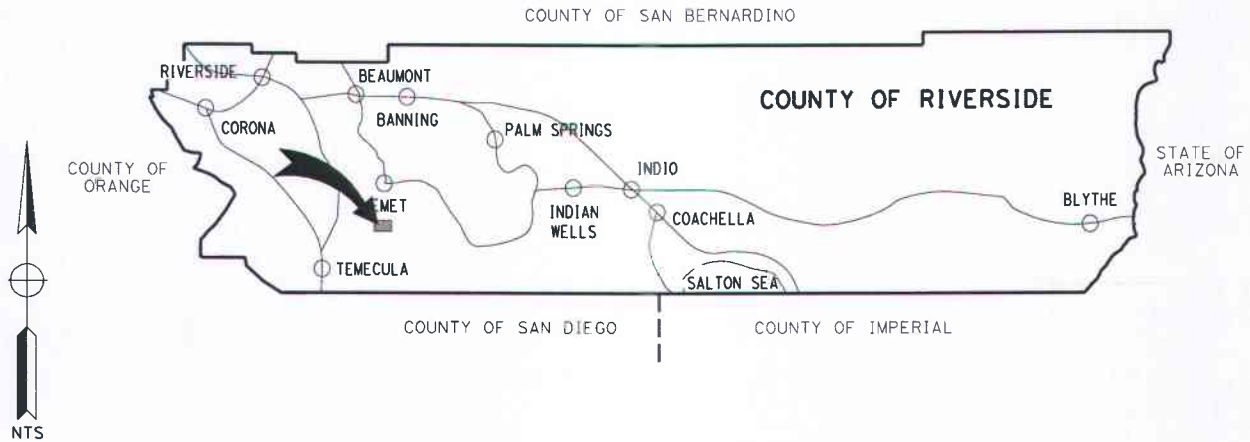 COUNTY OF SAN BERNARDINO
RIVERSIDE
BEAUMONT
COUNTY OF RIVERSIDE
CORONA
BANNING
PALM SPRINGS
COUNTY OF
ORANGE
STATE OF
ARIZONA
INDIO
EMET
INDIAN
WELLS
COACHELLA
BLYTHE
TEMECULA
SALTON SEA
COUNTY OF SAN DIEGO
COUNTY OF IMPERIAL
NTS